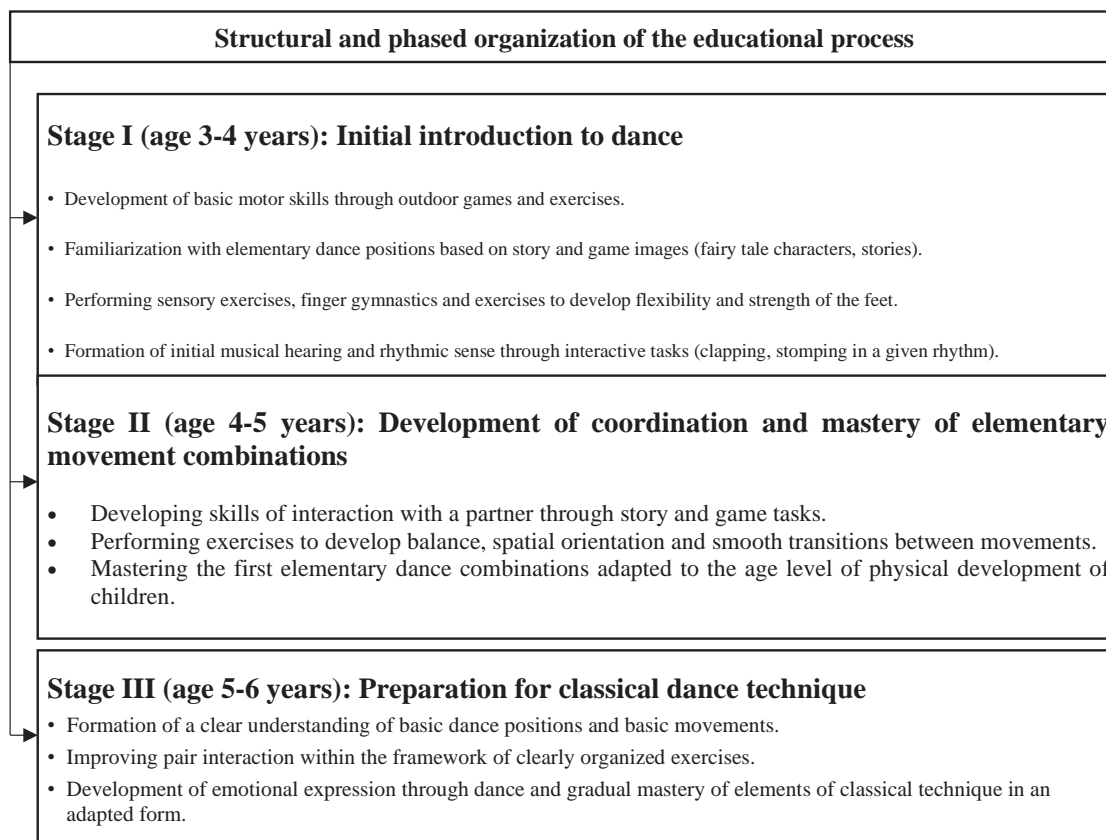 Structural and phased organization of the educational process
Stage I (age 3-4 years): Initial introduction to dance
• Development of basic motor skills through outdoor games and exercises.
• Familiarization with elementary dance positions based on story and game images (fairy tale characters, stories).
• Performing sensory exercises, finger gymnastics and exercises to develop flexibility and strength of the feet.
• Formation of initial musical hearing and rhythmic sense through interactive tasks (clapping, stomping in a given rhythm).
Stage II (age 4-5 years): Development of coordination and mastery of elementary
movement combinations
• Developing skills of interaction with a partner through story and game tasks.
• Performing exercises to develop balance, spatial orientation and smooth transitions between movements.
• Mastering the first elementary dance combinations adapted to the age level of physical development of
children.
Stage III (age 5-6 years): Preparation for classical dance technique
• Formation of a clear understanding of basic dance positions and basic movements.
• Improving pair interaction within the framework of clearly organized exercises.
• Development of emotional expression through dance and gradual mastery of elements of classical technique in an
adapted form.